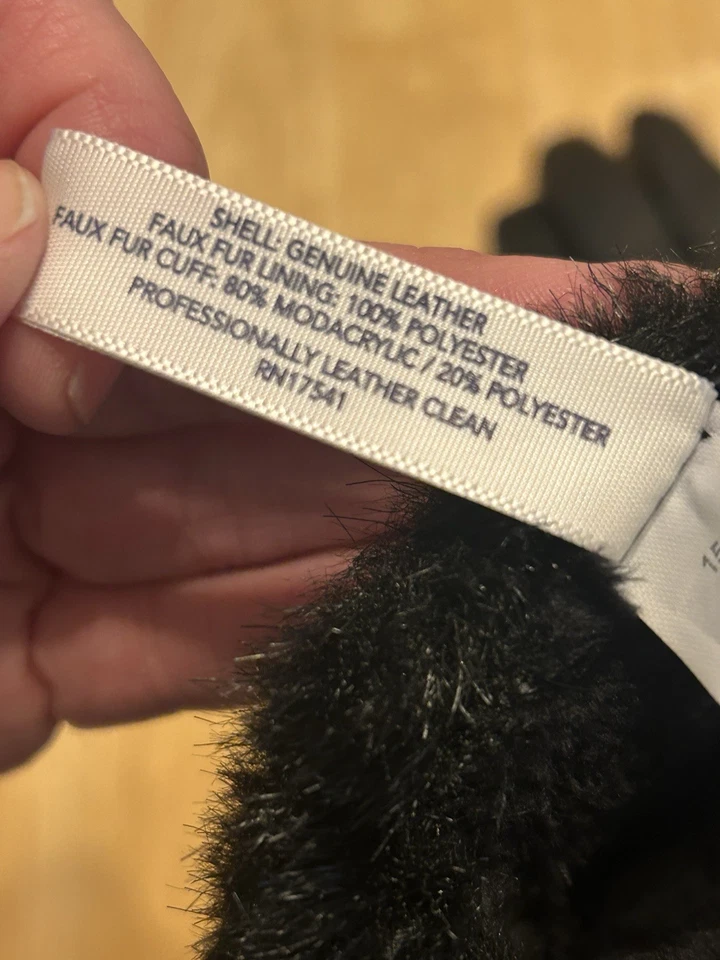 SHELL: GENUINE LEATHER
FAUX FUR LINING: 100% POLYESTER
FAUX FUR CUFF: 80% MODACRYLIC / 20% POLYESTER
PROFESSIONALLY LEATHER CLEAN
RN17541